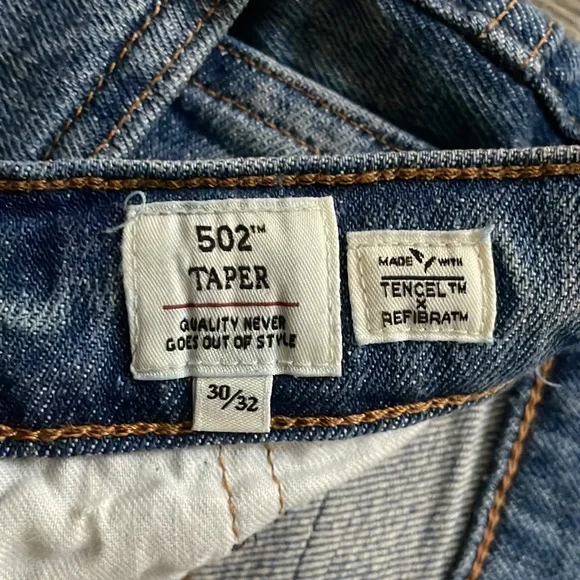 502™
TAPER
QUALITY NEVER
GOES OUT OF STYLE
30/32
MADE WITH
TENCEL™
×
REFIBRA™